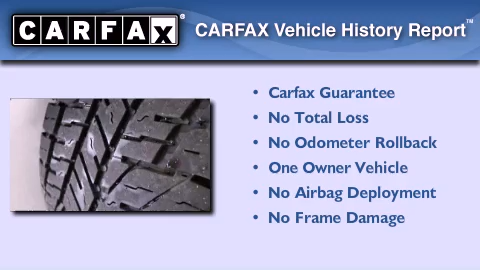 CARFAX® CARFAX Vehicle History Report™
• Carfax Guarantee
• No Total Loss
• No Odometer Rollback
• One Owner Vehicle
• No Airbag Deployment
• No Frame Damage